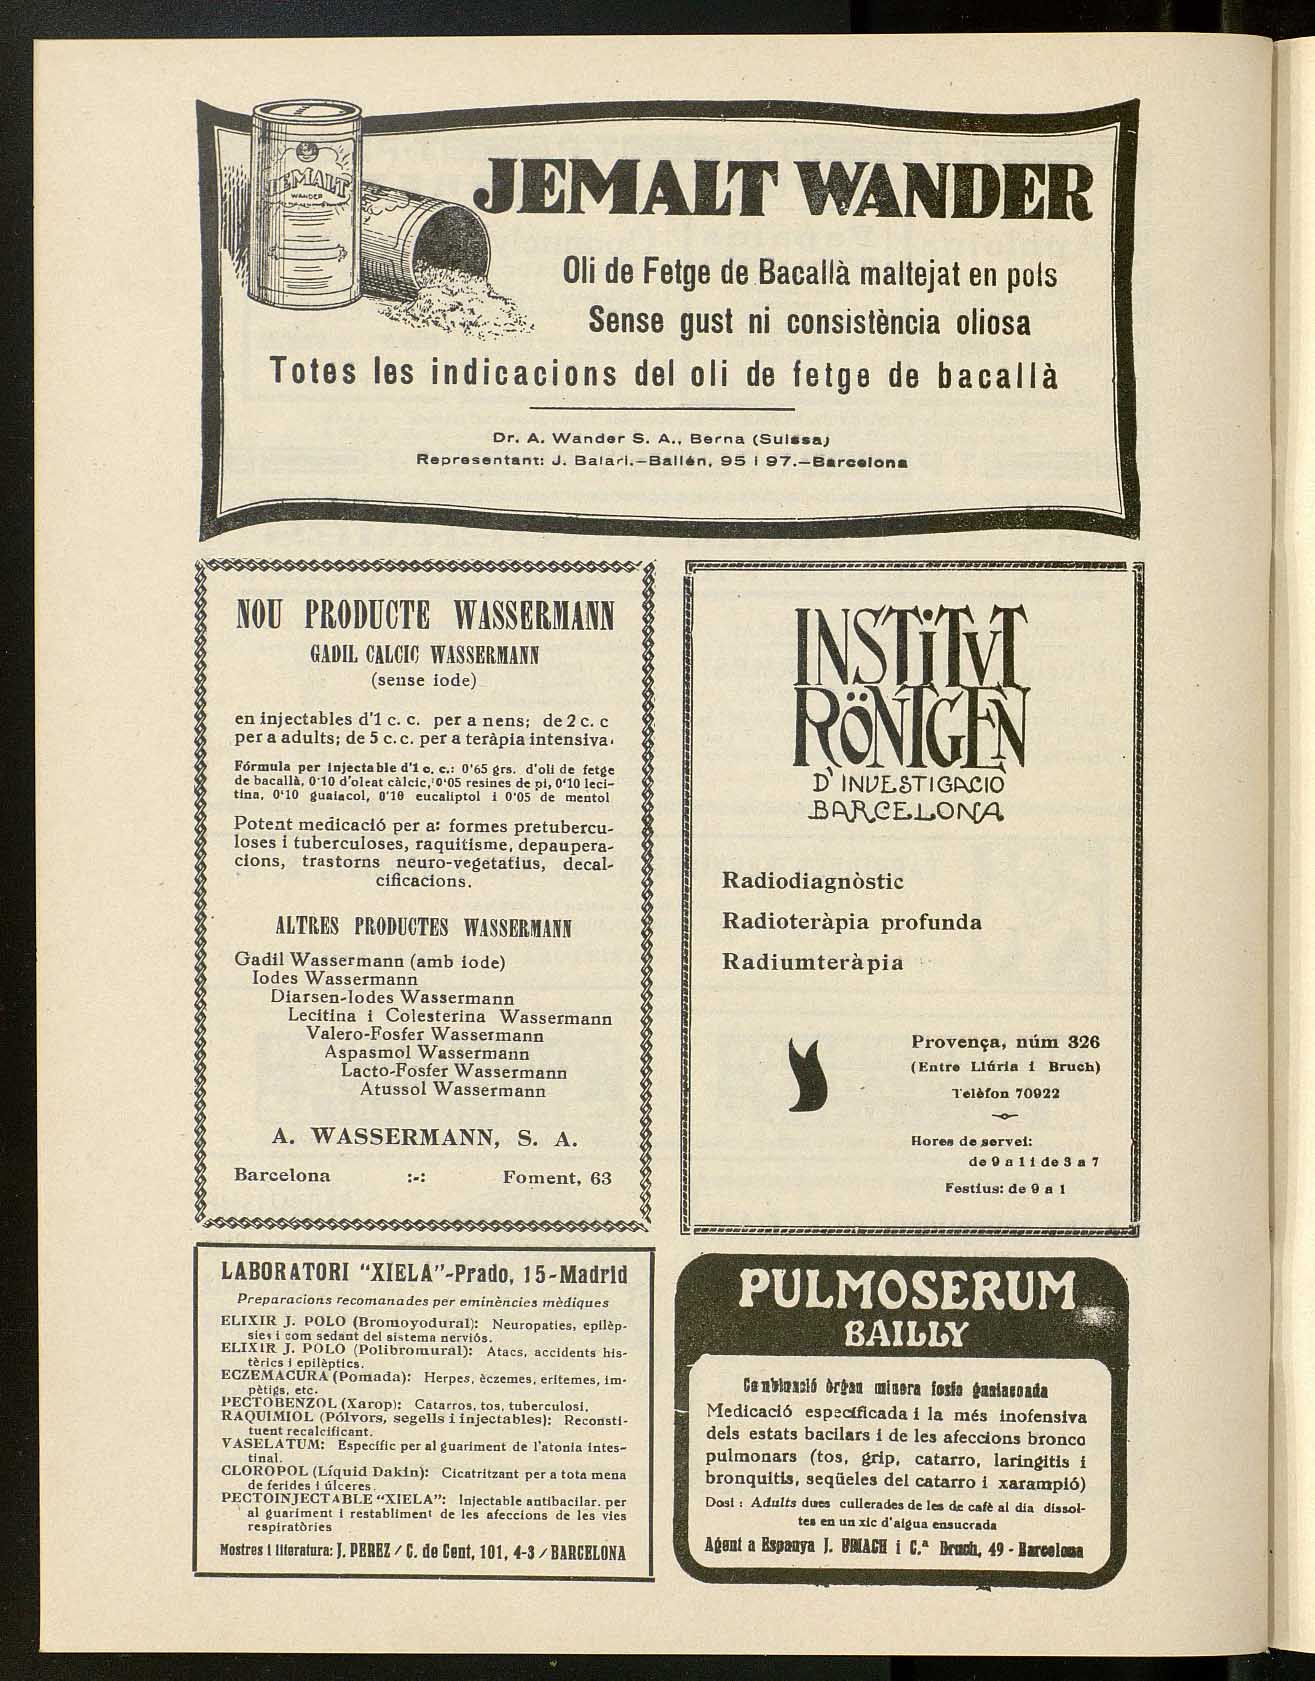 JEMALT
WANDER
JEMALT WANDER
Oli de Fetge de Bacallà maltejat en pols
Sense gust ni consistència oliosa
Totes les indicacions del oli de fetge de bacallà
Dr. A. Wander S. A., Berna (Suissa)
Representant: J. Balari.—Bailén, 95 i 97.—Barcelona
NOU PRODUCTE WASSERMANN
GADIL CALCIC WASSERMANN
(sense iode)
en injectables d'1 c. c. per a nens; de 2 c. c
per a adults; de 5 c. c. per a teràpia intensiva.
Fórmula per injectable d'1 c. c.: 0'65 grs. d'oli de fetge
de bacallà, 0'10 d'oleat càlcic, 0'05 resines de pi, 0'10 leci-
tina, 0'10 guaiacol, 0'10 eucaliptol i 0'05 de mentol
Potent medicació per a: formes pretubercu-
loses i tuberculoses, raquitisme, depaupera-
cions, trastorns neuro-vegetatius, decal-
cificacions.
ALTRES PRODUCTES WASSERMANN
Gadil Wassermann (amb iode)
Iodes Wassermann
Diarsen-Iodes Wassermann
Lecitina i Colesterina Wassermann
Valero-Fosfer Wassermann
Aspasmol Wassermann
Lacto-Fosfer Wassermann
Atussol Wassermann
A. WASSERMANN, S. A.
Barcelona :-: Foment, 63
INSTiTVT
RÖNTGEN
D'INVESTIGACIO
BARCELONA
Radiodiagnòstic
Radioteràpia profunda
Radiumteràpia
Provença, núm 326
(Entre Llúria i Bruch)
Telèfon 70922
Hores de servei:
de 9 a 1 i de 3 a 7
Festius: de 9 a 1
LABORATORI "XIELA"-Prado, 15-Madrid
Preparacions recomanades per eminències mèdiques
ELIXIR J. POLO (Bromoyodural): Neuropaties, epilèp-
sies i com sedant del sistema nerviós.
ELIXIR J. POLO (Polibromural): Atacs, accidents his-
tèrics i epilèptics.
ECZEMACURA (Pomada): Herpes, èczemes, eritemes, im-
pètigs, etc.
PECTOBENZOL (Xarop): Catarros, tos, tuberculosi.
RAQUIMIOL (Pólvors, segells i injectables): Reconsti-
tuent recalcificant.
VASELATUM: Específic per al guariment de l'atonia intes-
tinal.
CLOROPOL (Líquid Dakin): Cicatritzant per a tota mena
de ferides i úlceres.
PECTOINJECTABLE "XIELA": Injectable antibacilar. per
al guariment i restabliment de les afeccions de les vies
respiratòries
Mostres i literatura: J. PEREZ / C. de Cent, 101, 4-3 / BARCELONA
PULMOSERUM
BAILLY
Combinació òrgan minera fosfo guaiacoada
Medicació especificada i la més inofensiva
dels estats bacilars i de les afeccions bronco
pulmonars (tos, grip, catarro, laringitis i
bronquitis, seqüeles del catarro i xarampió)
Dosi: Adults dues cullerades de les de cafè al dia dissol-
tes en un xic d'aigua ensucrada
Agent a Espanya J. URIACH i C.ª Bruch, 49 - Barcelona